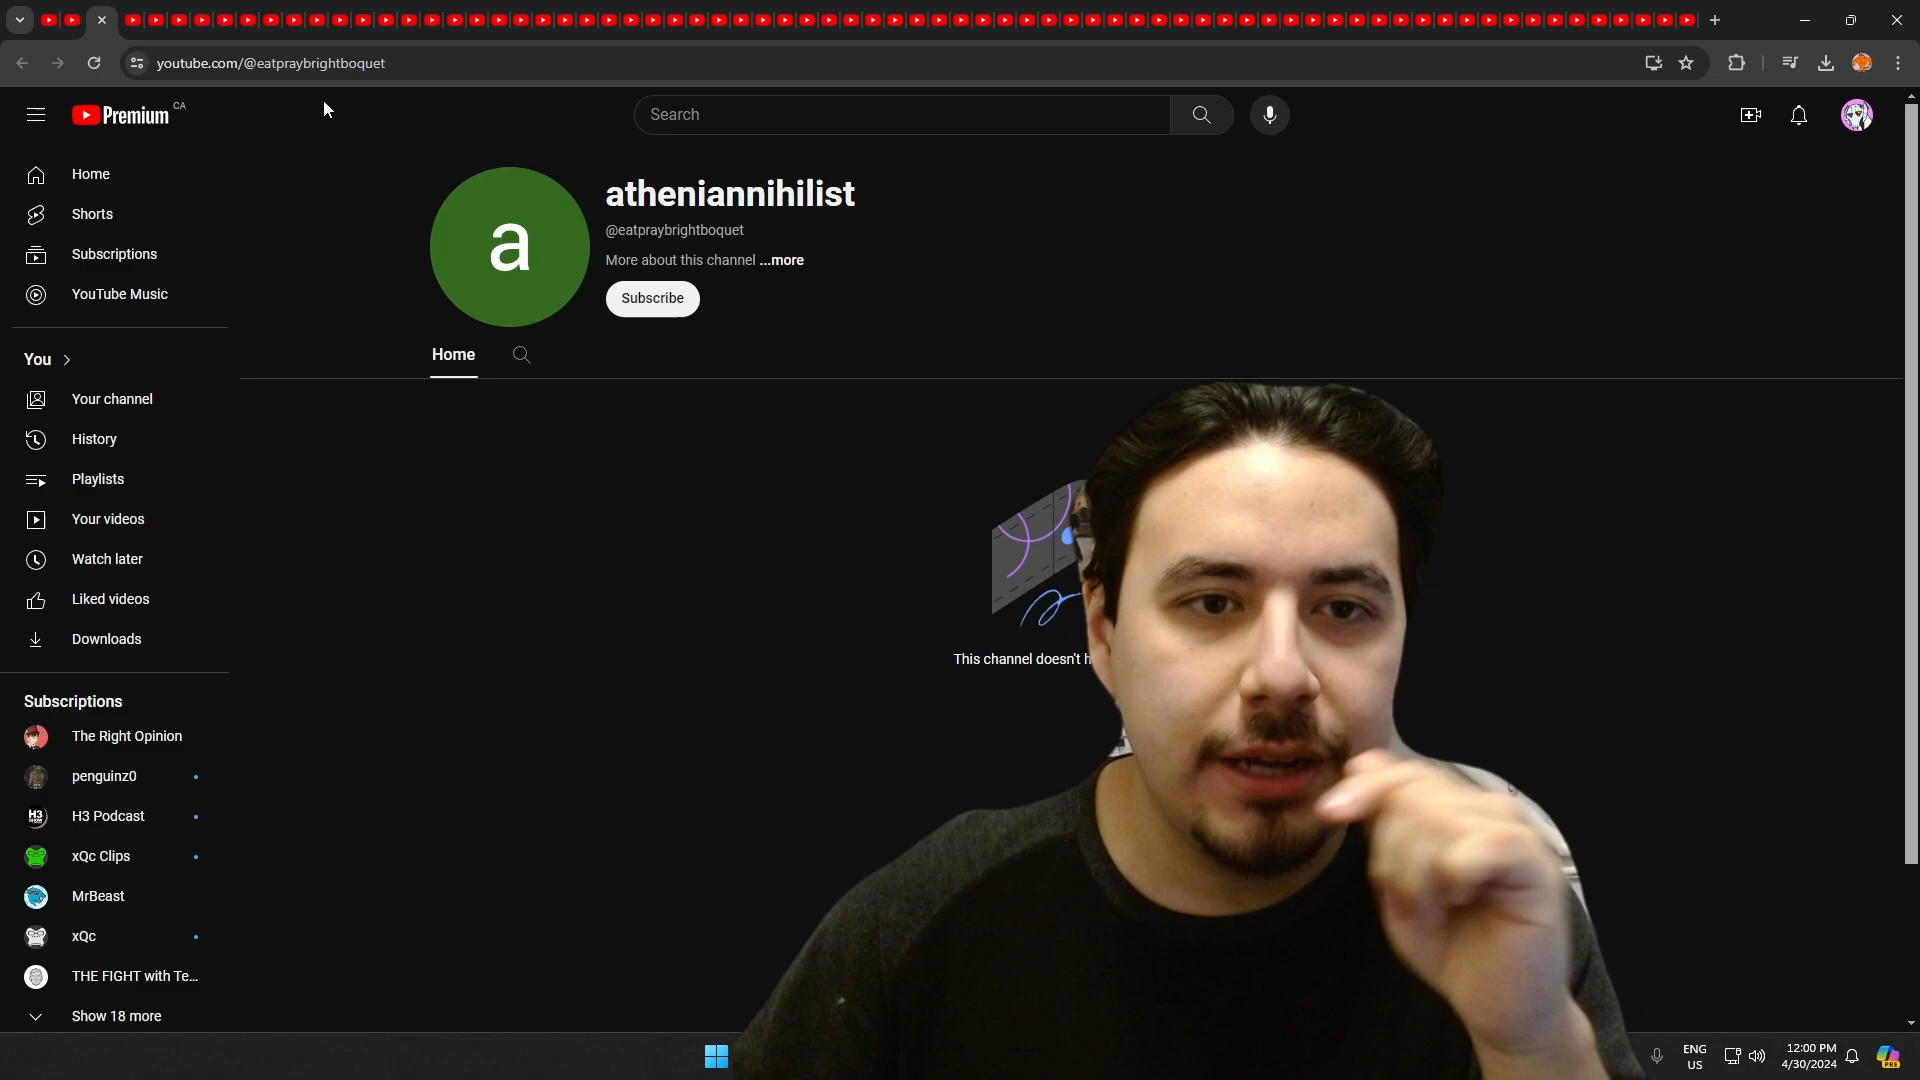 youtube.com/@eatpraybrightboquet
Premium CA
Search
Home
Shorts
Subscriptions
YouTube Music
You
Your channel
History
Playlists
Your videos
Watch later
Liked videos
Downloads
Subscriptions
The Right Opinion
penguinz0
H3 Podcast
xQc Clips
MrBeast
xQc
THE FIGHT with Te...
Show 18 more
a
atheniannihilist
@eatpraybrightboquet
More about this channel ...more
Subscribe
Home
This channel doesn't h
ENG
US
12:00 PM
4/30/2024
PRE